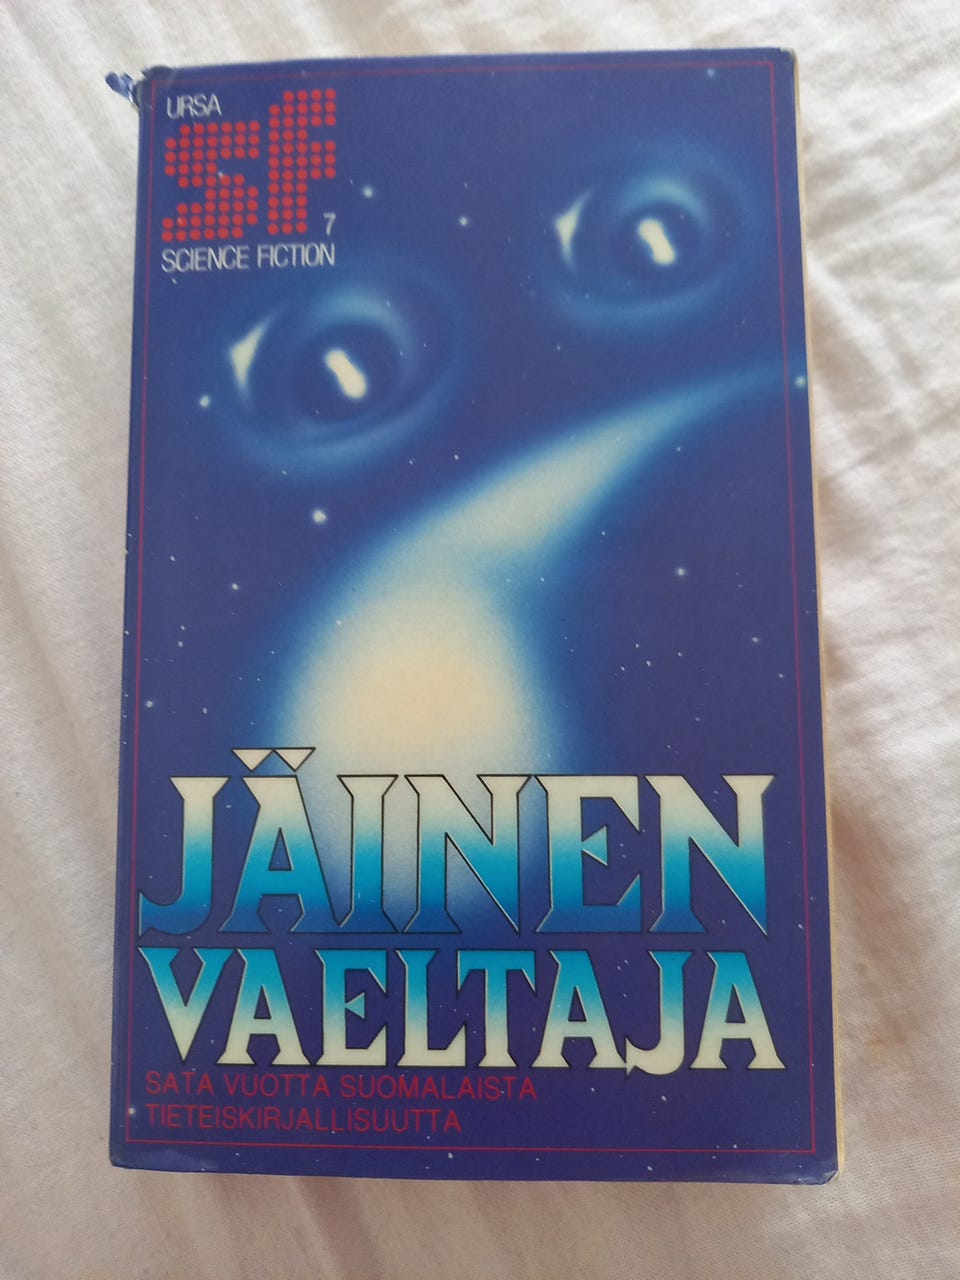 URSA
SF
7
SCIENCE FICTION
JÄINEN
VAELTAJA
SATA VUOTTA SUOMALAISTA
TIETEISKIRJALLISUUTTA